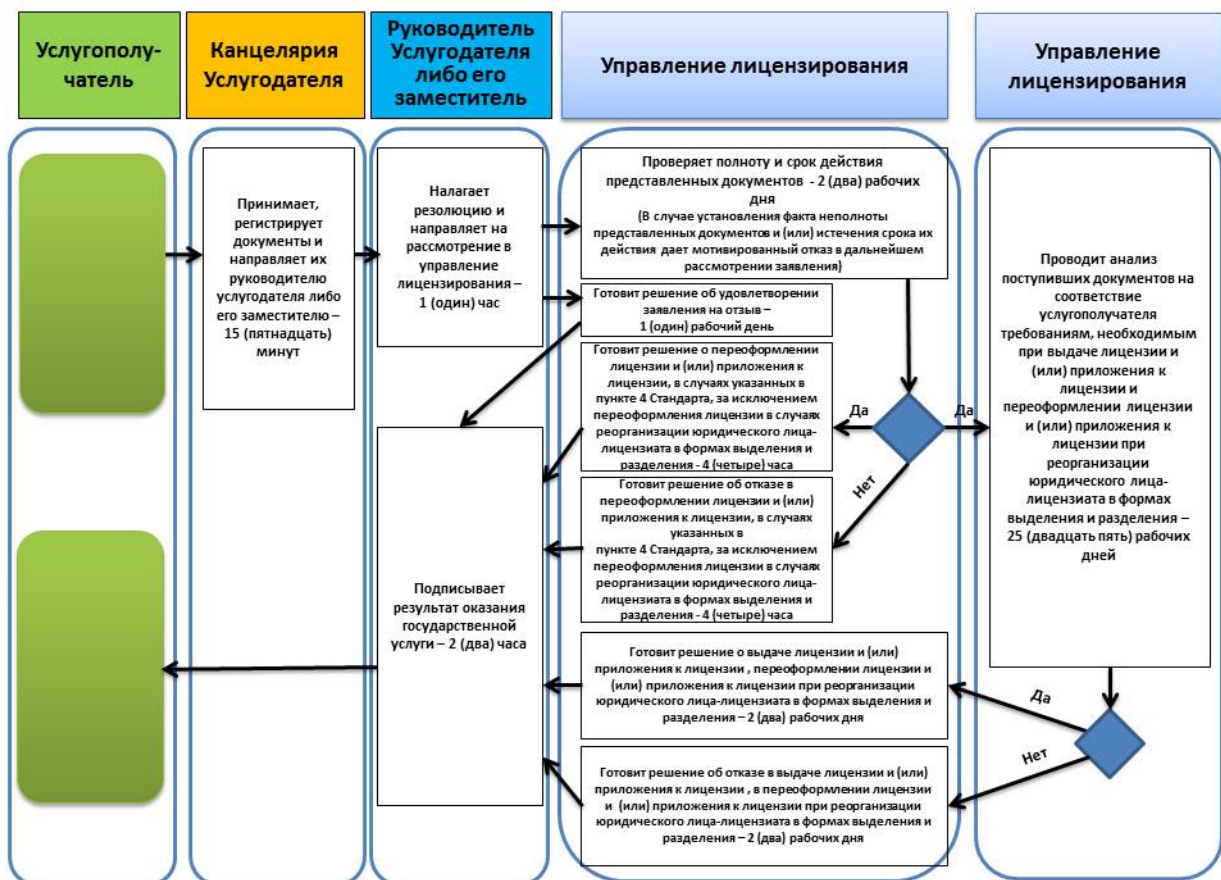 Услугополу-
чатель
Канцелярия
Услугодателя
Руководитель
Услугодателя
либо его
заместитель
Управление лицензирования
Управление
лицензирования
Принимает,
регистрирует
документы и
направляет их
руководителю
услугодателя либо
его заместителю –
15 (пятнадцать)
минут
Налагает
резолюцию и
направляет на
рассмотрение в
управление
лицензирования –
1 (один) час
Проверяет полноту и срок действия
представленных документов - 2 (два) рабочих
дня
(В случае установления факта неполноты
представленных документов и (или) истечения срока их
действия дает мотивированный отказ в дальнейшем
рассмотрении заявления)
Готовит решение об удовлетворении
заявления на отзыв –
1 (один) рабочий день
Готовит решение о переоформлении
лицензии и (или) приложения к
лицензии, в случаях указанных в
пункте 4 Стандарта, за исключением
переоформления лицензии в случаях
реорганизации юридического лица-
лицензиата в формах выделения и
разделения - 4 (четыре) часа
Да
Да
Нет
Готовит решение об отказе в
переоформлении лицензии и (или)
приложения к лицензии, в случаях
указанных в
пункте 4 Стандарта, за исключением
переоформления лицензии в случаях
реорганизации юридического лица-
лицензиата в формах выделения и
разделения - 4 (четыре) часа
Проводит анализ
поступивших документов на
соответствие
услугополучателя
требованиям, необходимым
при выдаче лицензии и
(или) приложения к
лицензии и
переоформлении лицензии
и (или) приложения к
лицензии при
реорганизации
юридического лица-
лицензиата в формах
выделения и разделения –
25 (двадцать пять) рабочих
дней
Подписывает
результат оказания
государственной
услуги – 2 (два) часа
Готовит решение о выдаче лицензии и (или)
приложения к лицензии , переоформлении лицензии и
(или) приложения к лицензии при реорганизации
юридического лица-лицензиата в формах выделения и
разделения – 2 (два) рабочих дня
Да
Нет
Готовит решение об отказе в выдаче лицензии и (или)
приложения к лицензии , в переоформлении лицензии
и (или) приложения к лицензии при реорганизации
юридического лица-лицензиата в формах выделения и
разделения – 2 (два) рабочих дня